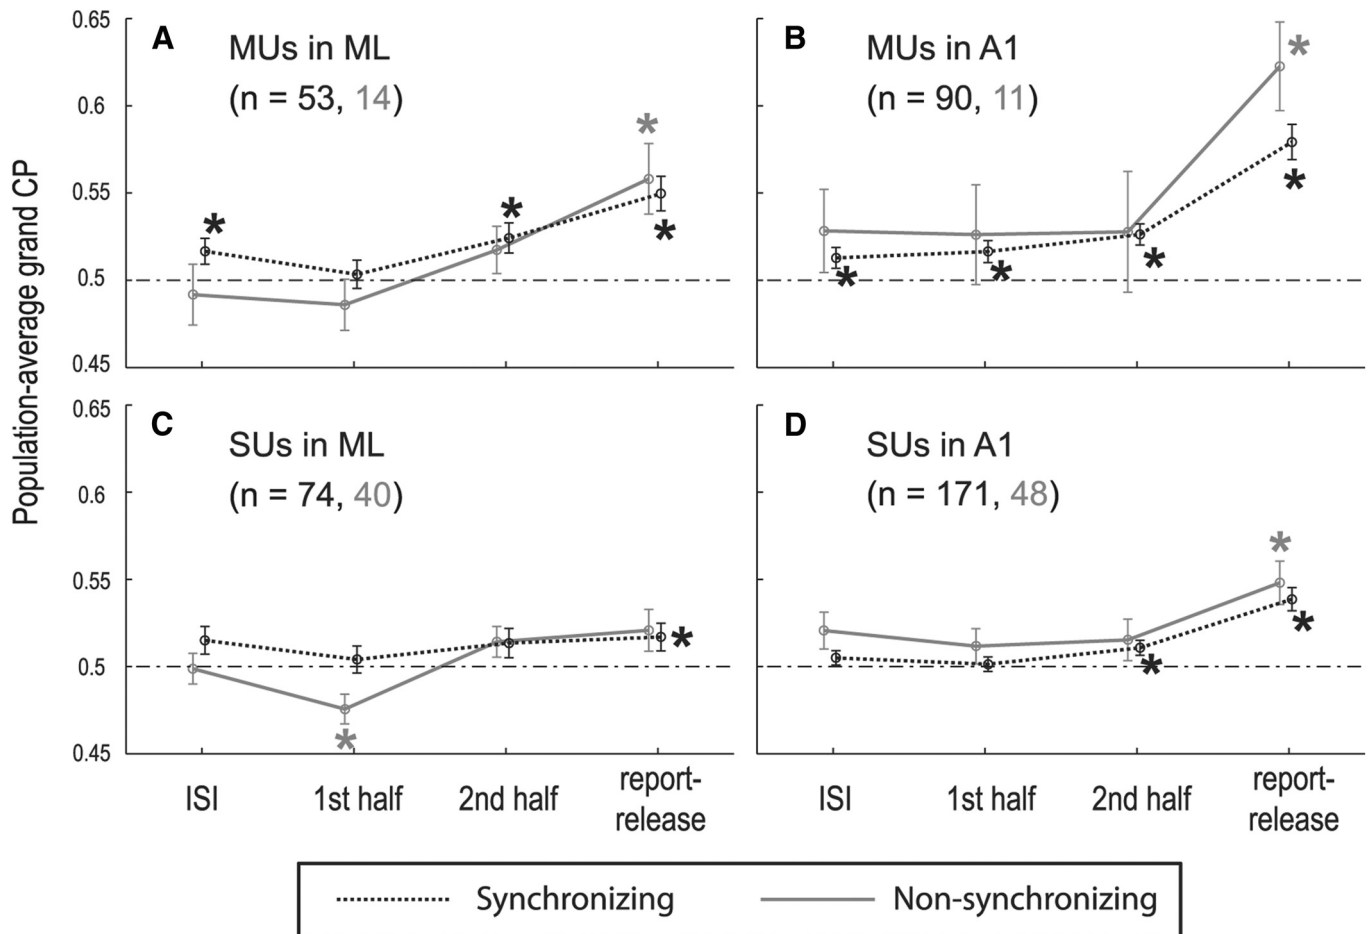 Population-average grand CP
A
MUs in ML
(n = 53, 14)
0.65
0.6
0.55
0.5
0.45
*
*
*
*
B
MUs in A1
(n = 90, 11)
*
*
*
*
*
C
SUs in ML
(n = 74, 40)
0.65
0.6
0.55
0.5
0.45
*
*
D
SUs in A1
(n = 171, 48)
*
*
*
ISI
1st half
2nd half
report-
release
ISI
1st half
2nd half
report-
release
Synchronizing
Non-synchronizing